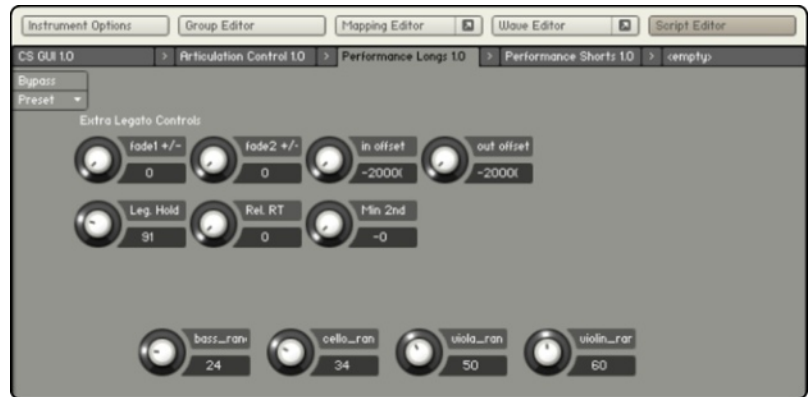 Instrument Options Group Editor Mapping Editor Wave Editor Script Editor
CS GUI 1.0 > Articulation Control 1.0 > Performance Longs 1.0 > Performance Shorts 1.0 > <empty>
Bypass
Preset
Extra Legato Controls
fade1 +/- fade2 +/- in offset out offset
0 0 -2000( -2000(
Leg. Hold Rel. RT Min 2nd
91 0 -0
bass_ran cello_ran viola_ran violin_rar
24 34 50 60